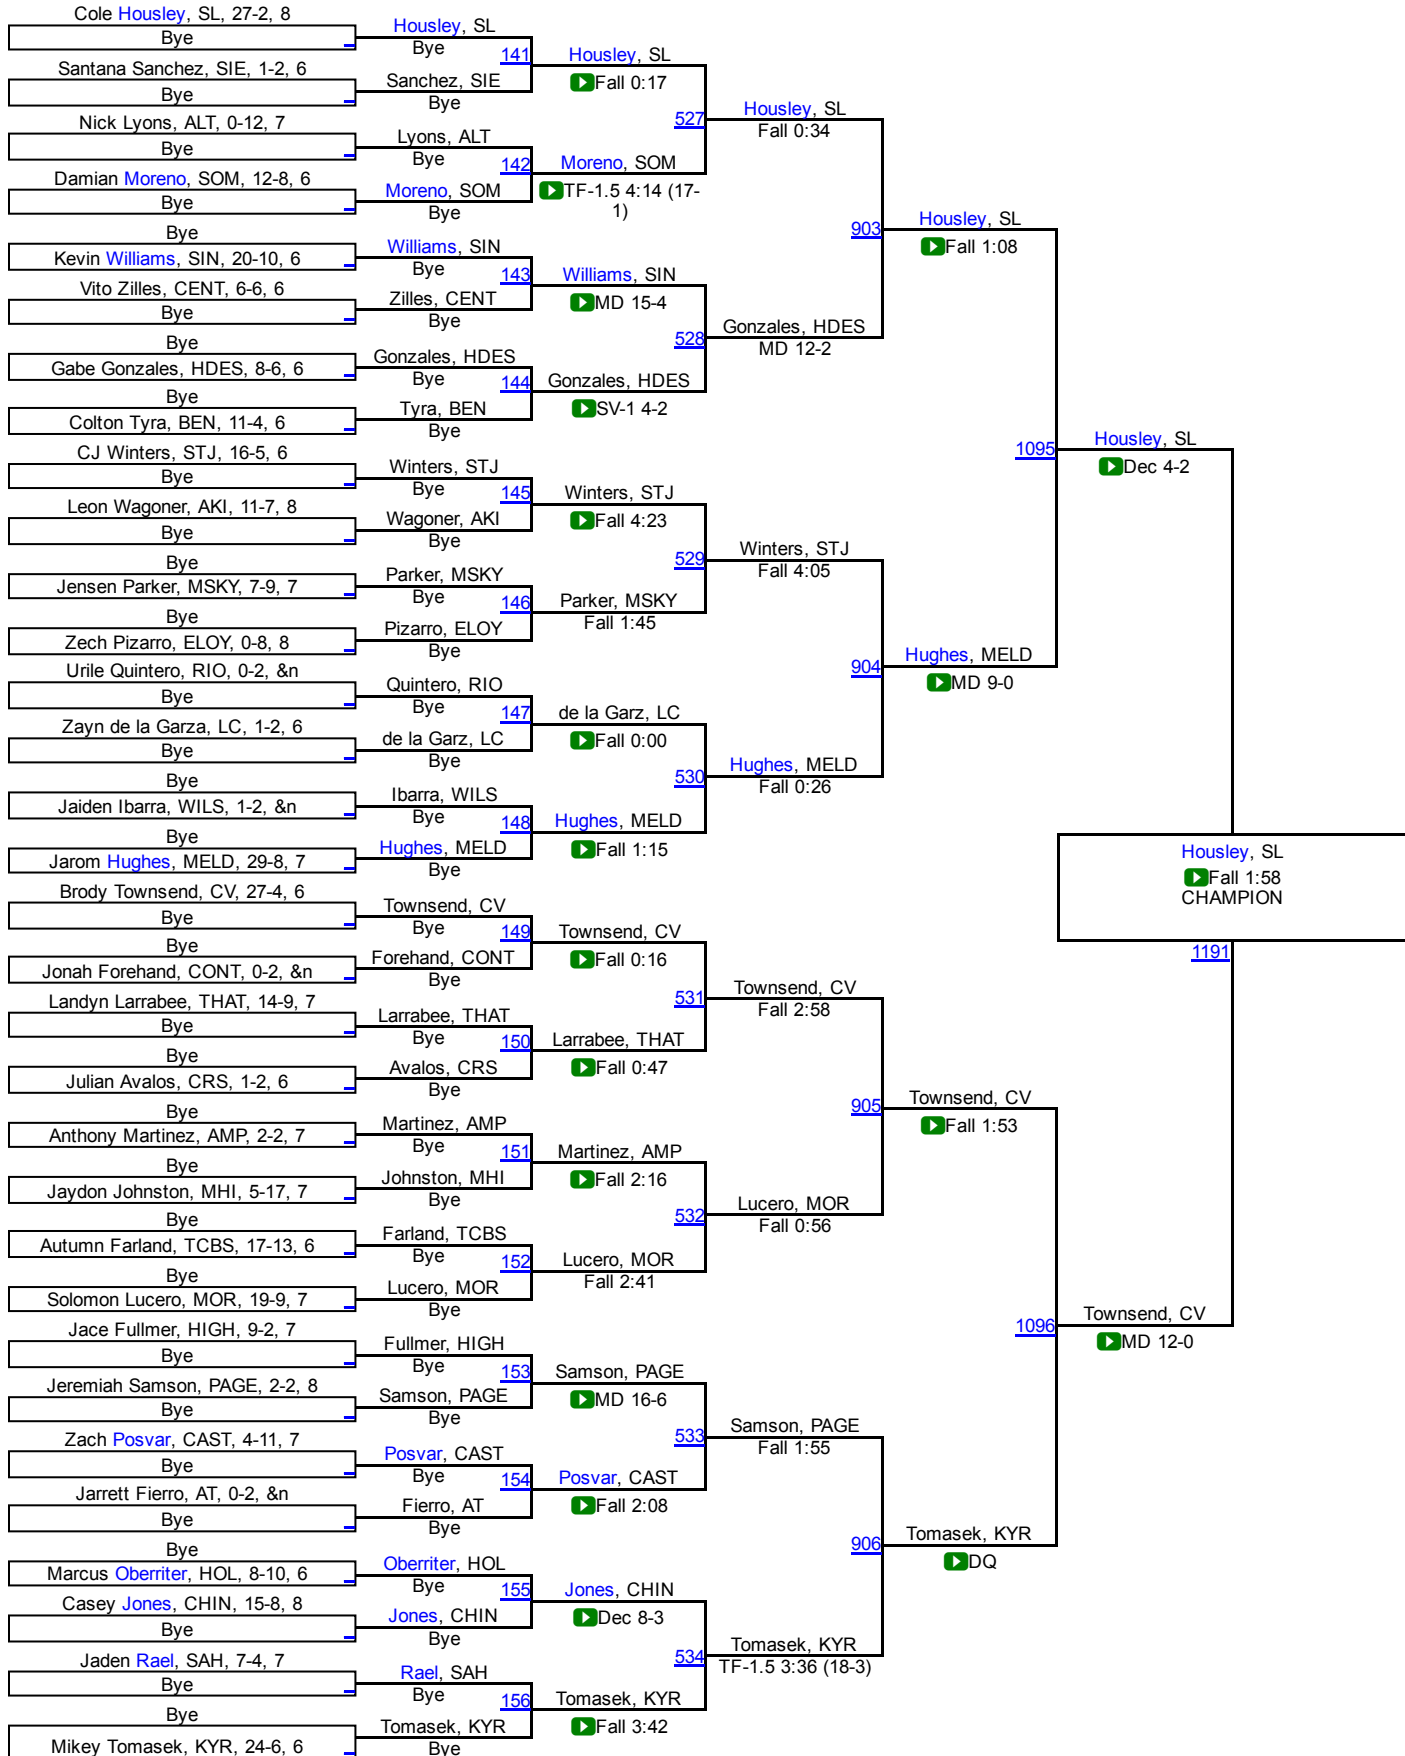 Cole Housley, SL, 27-2, 8
Bye
Santana Sanchez, SIE, 1-2, 6
Bye
Nick Lyons, ALT, 0-12, 7
Bye
Damian Moreno, SOM, 12-8, 6
Bye
Bye
Kevin Williams, SIN, 20-10, 6
Vito Zilles, CENT, 6-6, 6
Bye
Bye
Gabe Gonzales, HDES, 8-6, 6
Bye
Colton Tyra, BEN, 11-4, 6
CJ Winters, STJ, 16-5, 6
Bye
Leon Wagoner, AKI, 11-7, 8
Bye
Bye
Jensen Parker, MSKY, 7-9, 7
Bye
Zech Pizarro, ELOY, 0-8, 8
Urile Quintero, RIO, 0-2, &n
Bye
Zayn de la Garza, LC, 1-2, 6
Bye
Bye
Jaiden Ibarra, WILS, 1-2, &n
Bye
Jarom Hughes, MELD, 29-8, 7
Brody Townsend, CV, 27-4, 6
Bye
Bye
Jonah Forehand, CONT, 0-2, &n
Landyn Larrabee, THAT, 14-9, 7
Bye
Bye
Julian Avalos, CRS, 1-2, 6
Bye
Anthony Martinez, AMP, 2-2, 7
Bye
Jaydon Johnston, MHI, 5-17, 7
Bye
Autumn Farland, TCBS, 17-13, 6
Bye
Solomon Lucero, MOR, 19-9, 7
Jace Fullmer, HIGH, 9-2, 7
Bye
Jeremiah Samson, PAGE, 2-2, 8
Bye
Zach Posvar, CAST, 4-11, 7
Bye
Jarrett Fierro, AT, 0-2, &n
Bye
Bye
Marcus Oberriter, HOL, 8-10, 6
Casey Jones, CHIN, 15-8, 8
Bye
Jaden Rael, SAH, 7-4, 7
Bye
Bye
Mikey Tomasek, KYR, 24-6, 6
Housley, SL
Bye
141
Sanchez, SIE
Bye
Lyons, ALT
Bye
142
Moreno, SOM
Bye
Williams, SIN
Bye
143
Zilles, CENT
Bye
Gonzales, HDES
Bye
144
Tyra, BEN
Bye
Winters, STJ
Bye
145
Wagoner, AKI
Bye
Parker, MSKY
Bye
146
Pizarro, ELOY
Bye
Quintero, RIO
Bye
147
de la Garz, LC
Bye
Ibarra, WILS
Bye
148
Hughes, MELD
Bye
Townsend, CV
Bye
149
Forehand, CONT
Bye
Larrabee, THAT
Bye
150
Avalos, CRS
Bye
Martinez, AMP
Bye
151
Johnston, MHI
Bye
Farland, TCBS
Bye
152
Lucero, MOR
Bye
Fullmer, HIGH
Bye
153
Samson, PAGE
Bye
Posvar, CAST
Bye
154
Fierro, AT
Bye
Oberriter, HOL
Bye
155
Jones, CHIN
Bye
Rael, SAH
Bye
156
Tomasek, KYR
Bye
Housley, SL
Fall 0:17
527
Moreno, SOM
TF-1.5 4:14 (17-
1)
Williams, SIN
MD 15-4
528
Gonzales, HDES
SV-1 4-2
Winters, STJ
Fall 4:23
529
Parker, MSKY
Fall 1:45
de la Garz, LC
Fall 0:00
530
Hughes, MELD
Fall 1:15
Townsend, CV
Fall 0:16
531
Larrabee, THAT
Fall 0:47
Martinez, AMP
Fall 2:16
532
Lucero, MOR
Fall 2:41
Samson, PAGE
MD 16-6
533
Posvar, CAST
Fall 2:08
Jones, CHIN
Dec 8-3
534
Tomasek, KYR
Fall 3:42
Housley, SL
Fall 0:34
903
Gonzales, HDES
MD 12-2
Winters, STJ
Fall 4:05
904
Hughes, MELD
Fall 0:26
Townsend, CV
Fall 2:58
905
Lucero, MOR
Fall 0:56
Samson, PAGE
Fall 1:55
906
Tomasek, KYR
TF-1.5 3:36 (18-3)
Housley, SL
Fall 1:08
1095
Hughes, MELD
MD 9-0
Townsend, CV
Fall 1:53
1096
Tomasek, KYR
DQ
Housley, SL
Dec 4-2
Townsend, CV
MD 12-0
Housley, SL
Fall 1:58
CHAMPION
1191